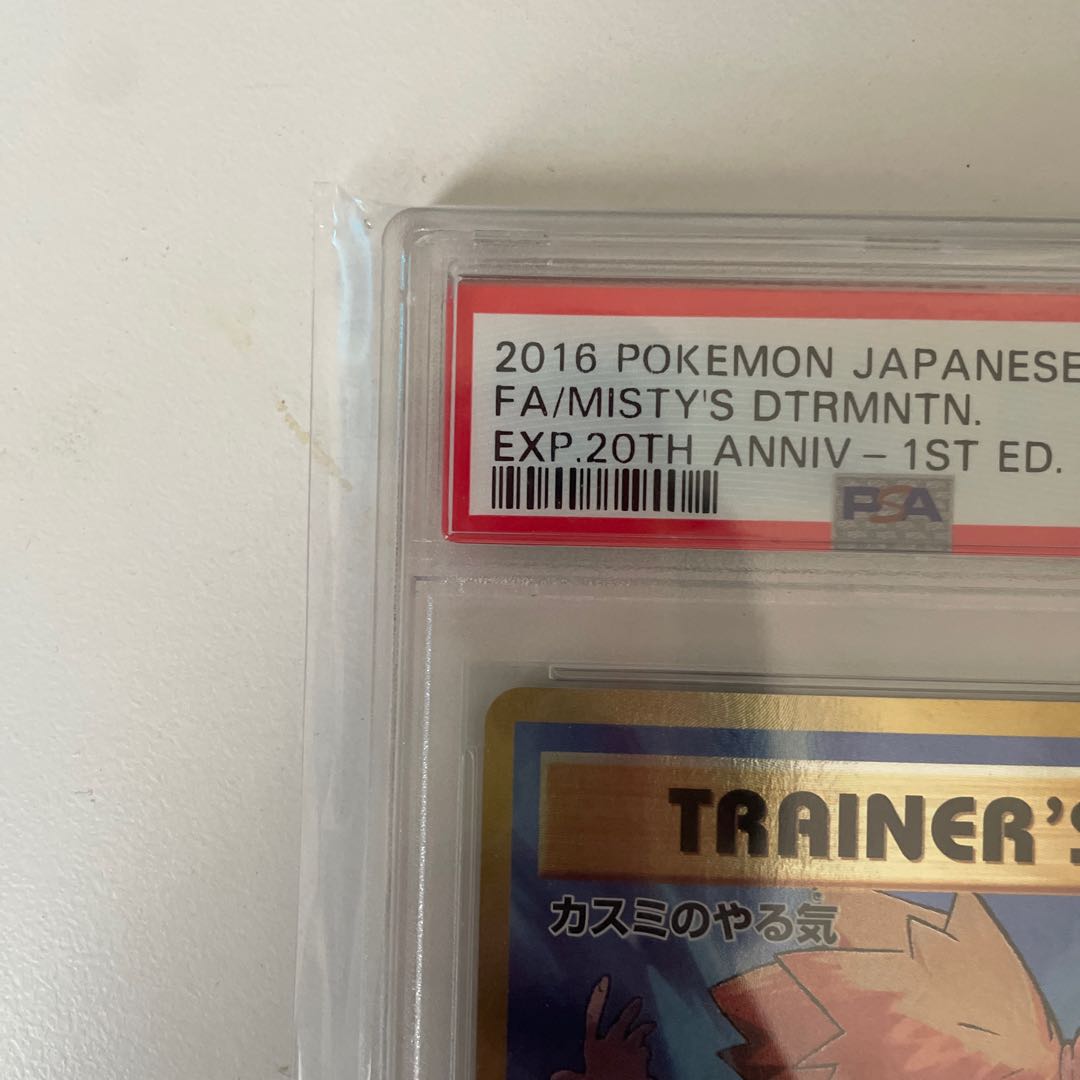 2016 POKEMON JAPANESE
FA/MISTY'S DTRMNTN.
EXP.20TH ANNIV - 1ST ED.
PSA
TRAINER'S
カスミのやる気